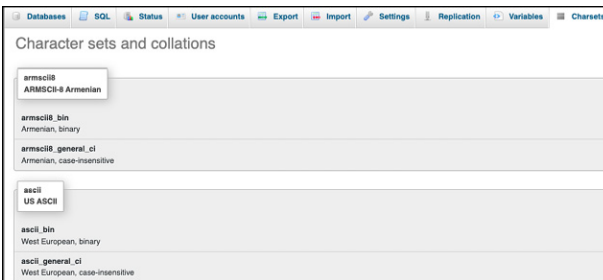 Databases SQL Status User accounts Export Import Settings Replication Variables Charsets
Character sets and collations
armscii8
ARMSCII-8 Armenian
armscii8_bin
Armenian, binary
armscii8_general_ci
Armenian, case-insensitive
ascii
US ASCII
ascii_bin
West European, binary
ascii_general_ci
West European, case-insensitive